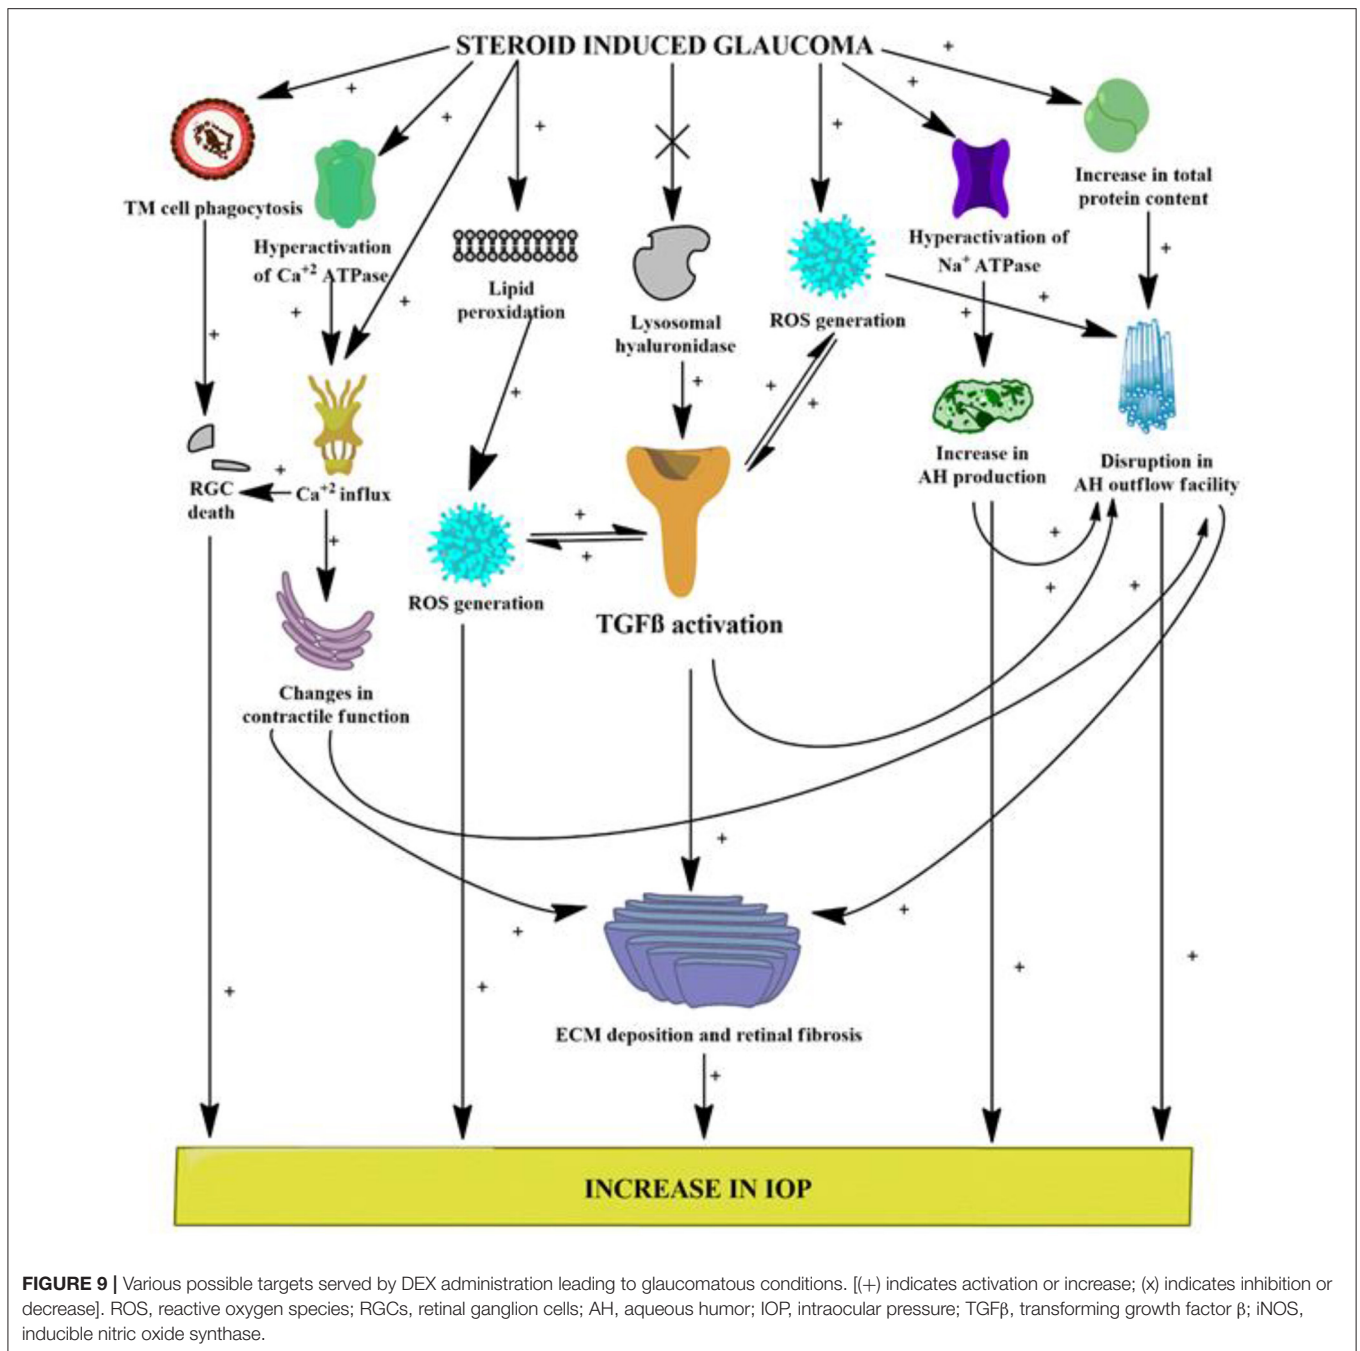 STEROID INDUCED GLAUCOMA
+
+
+
+
+
+
+
TM cell phagocytosis
Hyperactivation
of Ca+2 ATPase
+
+
+
Lipid
peroxidation
+
Lysosomal
hyaluronidase
+
ROS generation
+
+
+
Hyperactivation of
Na+ ATPase
+
Increase in total
protein content
+
Increase in
AH production
Disruption in
AH outflow facility
RGC
death
+
Ca+2 influx
+
ROS generation
+
+
TGFß activation
+
+
+
Changes in
contractile function
+
+
+
+
+
+
+
ECM deposition and retinal fibrosis
+
INCREASE IN IOP
FIGURE 9 | Various possible targets served by DEX administration leading to glaucomatous conditions. [(+) indicates activation or increase; (x) indicates inhibition or
decrease]. ROS, reactive oxygen species; RGCs, retinal ganglion cells; AH, aqueous humor; IOP, intraocular pressure; TGFβ, transforming growth factor β; iNOS,
inducible nitric oxide synthase.